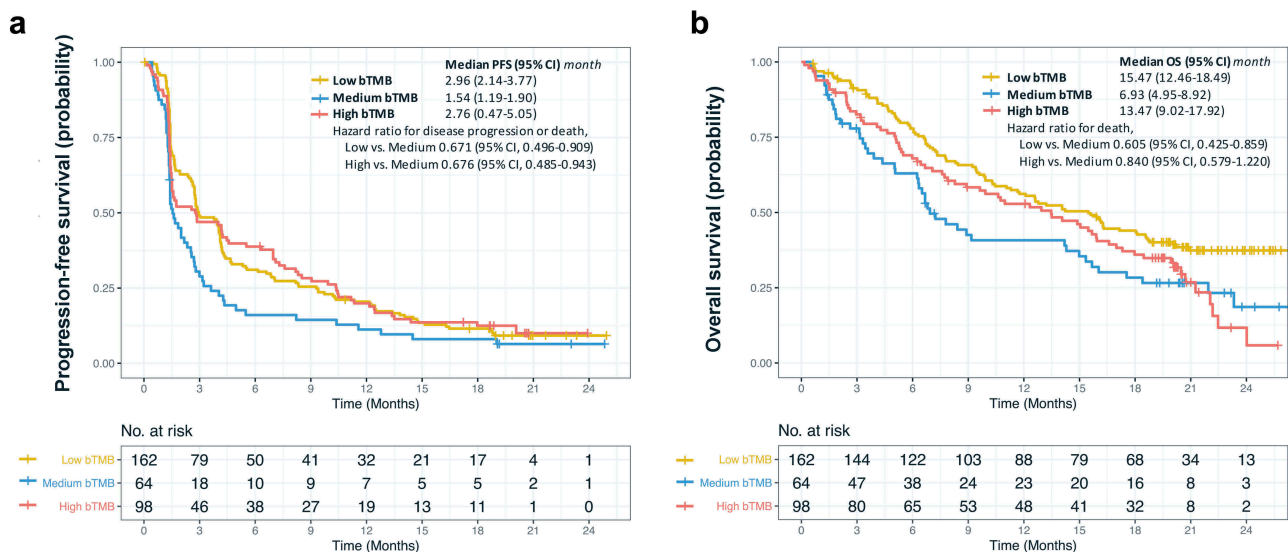 a
Progression-free survival (probability)
1.00
0.75
0.50
0.25
0.00
Median PFS (95% CI) month
Low bTMB 2.96 (2.14-3.77)
Medium bTMB 1.54 (1.19-1.90)
High bTMB 2.76 (0.47-5.05)
Hazard ratio for disease progression or death,
Low vs. Medium 0.671 (95% CI, 0.496-0.909)
High vs. Medium 0.676 (95% CI, 0.485-0.943)
0 3 6 9 12 15 18 21 24
Time (Months)
No. at risk
Low bTMB 162 79 50 41 32 21 17 4 1
Medium bTMB 64 18 10 9 7 5 5 2 1
High bTMB 98 46 38 27 19 13 11 1 0
0 3 6 9 12 15 18 21 24
Time (Months)
b
Overall survival (probability)
1.00
0.75
0.50
0.25
0.00
Median OS (95% CI) month
Low bTMB 15.47 (12.46-18.49)
Medium bTMB 6.93 (4.95-8.92)
High bTMB 13.47 (9.02-17.92)
Hazard ratio for death,
Low vs. Medium 0.605 (95% CI, 0.425-0.859)
High vs. Medium 0.840 (95% CI, 0.579-1.220)
0 3 6 9 12 15 18 21 24
Time (Months)
No. at risk
Low bTMB 162 144 122 103 88 79 68 34 13
Medium bTMB 64 47 38 24 23 20 16 8 3
High bTMB 98 80 65 53 48 41 32 8 2
0 3 6 9 12 15 18 21 24
Time (Months)